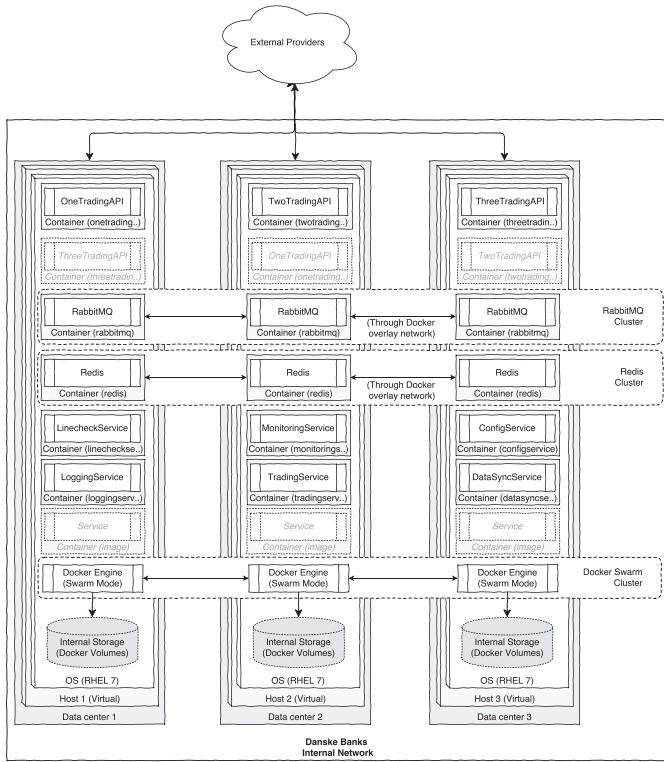 External Providers
OneTradingAPI
Container (onetrading..)
TwoTradingAPI
Container (twotrading..)
ThreeTradingAPI
Container (threetradin..)
ThreeTradingAPI
Container (threetradin..)
OneTradingAPI
Container (onetrading..)
TwoTradingAPI
Container (twotrading..)
RabbitMQ
Container (rabbitmq)
RabbitMQ
Container (rabbitmq)
(Through Docker
overlay network)
RabbitMQ
Container (rabbitmq)
RabbitMQ
Cluster
Redis
Container (redis)
Redis
Container (redis)
(Through Docker
overlay network)
Redis
Container (redis)
Redis
Cluster
LinecheckService
Container (linecheckse..)
MonitoringService
Container (monitorings..)
ConfigService
Container (configservice)
LoggingService
Container (loggingserv..)
TradingService
Container (tradingserv..)
DataSyncService
Container (datasyncse..)
Service
Container (image)
Service
Container (image)
Service
Container (image)
Docker Engine
(Swarm Mode)
Docker Engine
(Swarm Mode)
Docker Engine
(Swarm Mode)
Docker Swarm
Cluster
Internal Storage
(Docker Volumes)
Internal Storage
(Docker Volumes)
Internal Storage
(Docker Volumes)
OS (RHEL 7)
OS (RHEL 7)
OS (RHEL 7)
Host 1 (Virtual)
Host 2 (Virtual)
Host 3 (Virtual)
Data center 1
Data center 2
Data center 3
Danske Banks
Internal Network